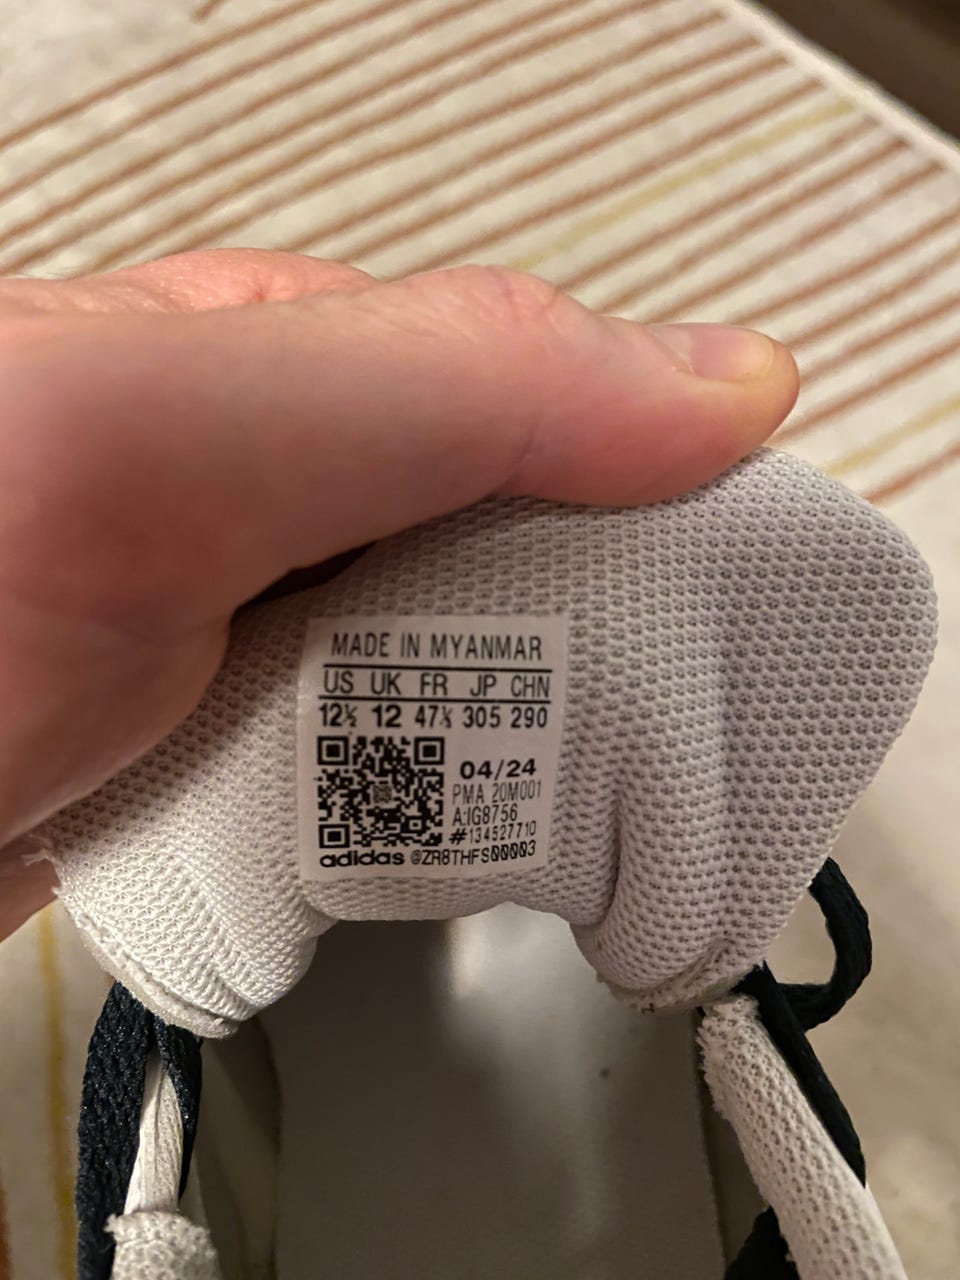 MADE IN MYANMAR
US UK FR JP CHN
12½ 12 47⅓ 305 290
04/24
PMA 20M001
A:IG8756
#134527710
adidas @ZR8THFS00003